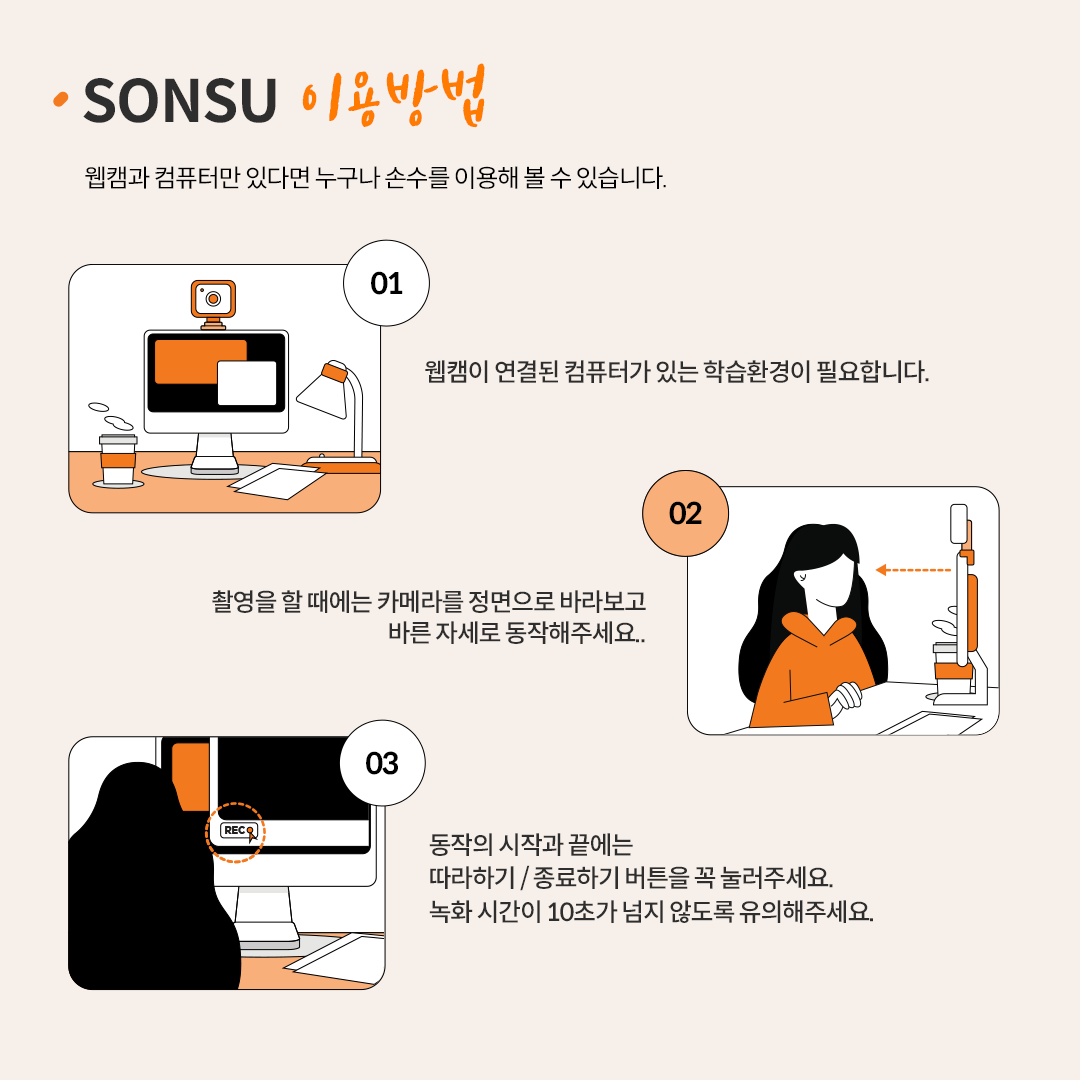 SONSU 이용방법
웹캠과 컴퓨터만 있다면 누구나 손수를 이용해 볼 수 있습니다.
01
웹캠이 연결된 컴퓨터가 있는 학습환경이 필요합니다.
02
촬영을 할 때에는 카메라를 정면으로 바라보고
바른 자세로 동작해주세요..
03
REC
동작의 시작과 끝에는
따라하기 / 종료하기 버튼을 꼭 눌러주세요.
녹화 시간이 10초가 넘지 않도록 유의해주세요.